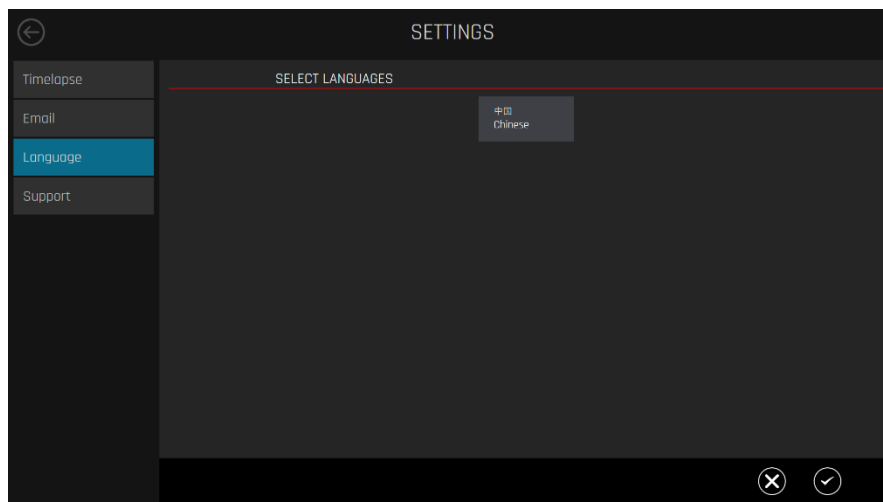 SETTINGS
Timelapse
Email
Language
Support
SELECT LANGUAGES
中国
Chinese